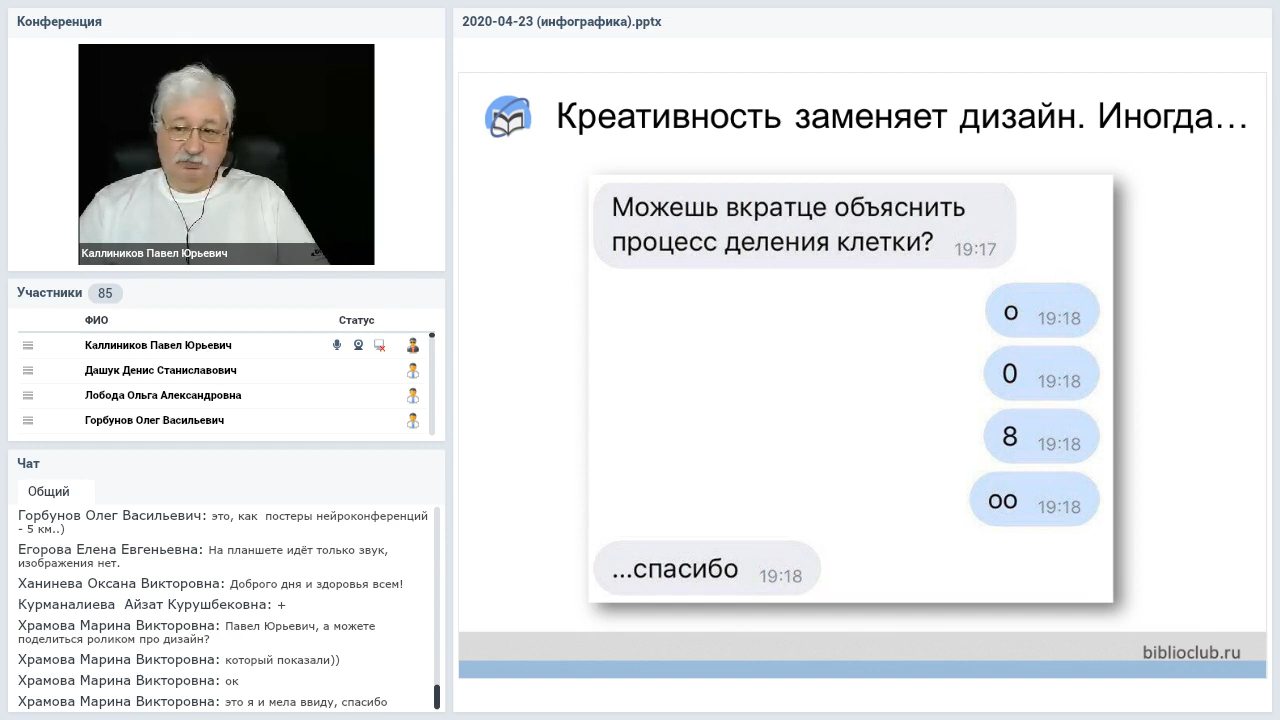 Конференция
Каллиников Павел Юрьевич
Участники 85
ФИО Статус
Каллиников Павел Юрьевич
Дашук Денис Станиславович
Лобода Ольга Александровна
Горбунов Олег Васильевич
Чат
Общий
Горбунов Олег Васильевич: это, как постеры нейроконференций
- 5 км..)
Егорова Елена Евгеньевна: На планшете идёт только звук,
изображения нет.
Ханинева Оксана Викторовна: Доброго дня и здоровья всем!
Курманалиева Айзат Курушбековна: +
Храмова Марина Викторовна: Павел Юрьевич, а можете
поделиться роликом про дизайн?
Храмова Марина Викторовна: который показали))
Храмова Марина Викторовна: ок
Храмова Марина Викторовна: это я и мела ввиду, спасибо
2020-04-23 (инфографика).pptx
Креативность заменяет дизайн. Иногда...
Можешь вкратце объяснить
процесс деления клетки? 19:17
о 19:18
0 19:18
8 19:18
оо 19:18
...спасибо 19:18
biblioclub.ru